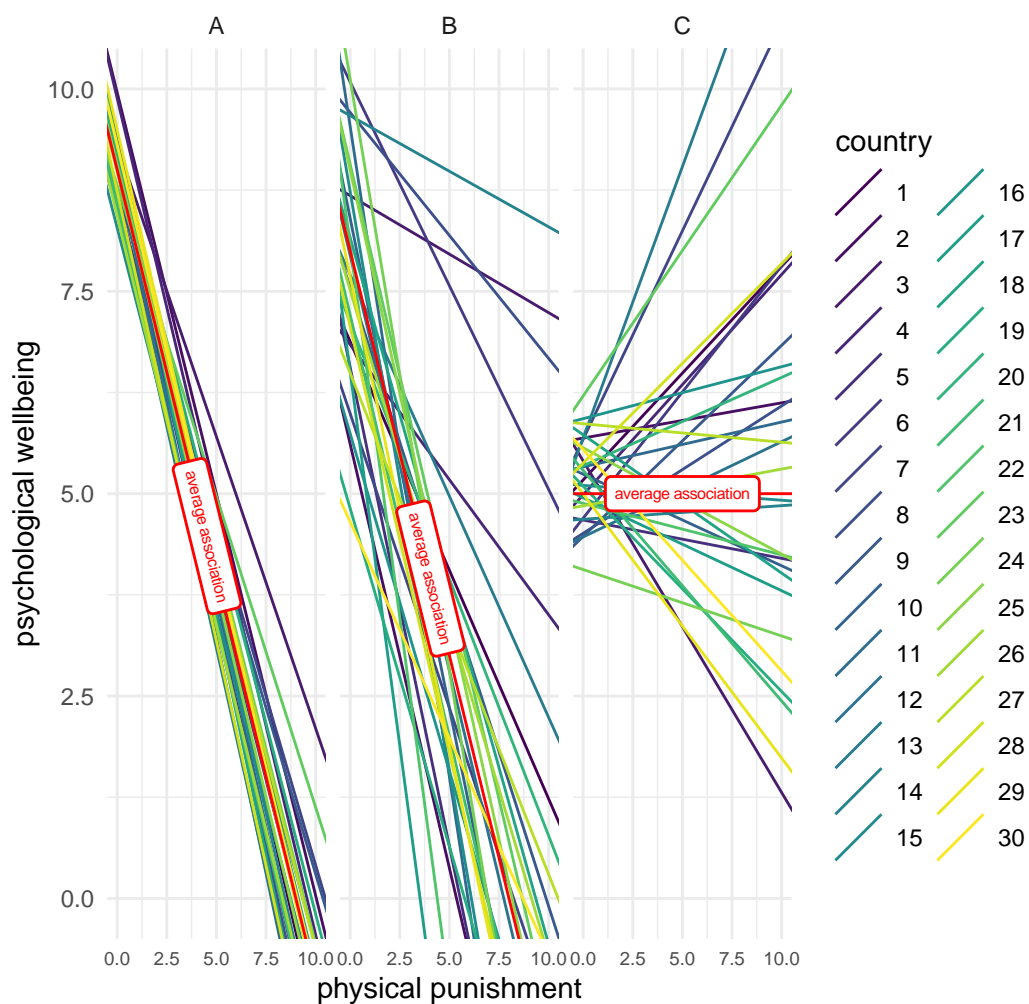 A B C
10.0
7.5
5.0
2.5
0.0
psychological wellbeing
average association
average association
average association
0.0 2.5 5.0 7.5 10.0 0.0 2.5 5.0 7.5 10.0 0.0 2.5 5.0 7.5 10.0
physical punishment
country
1 16
2 17
3 18
4 19
5 20
6 21
7 22
8 23
9 24
10 25
11 26
12 27
13 28
14 29
15 30